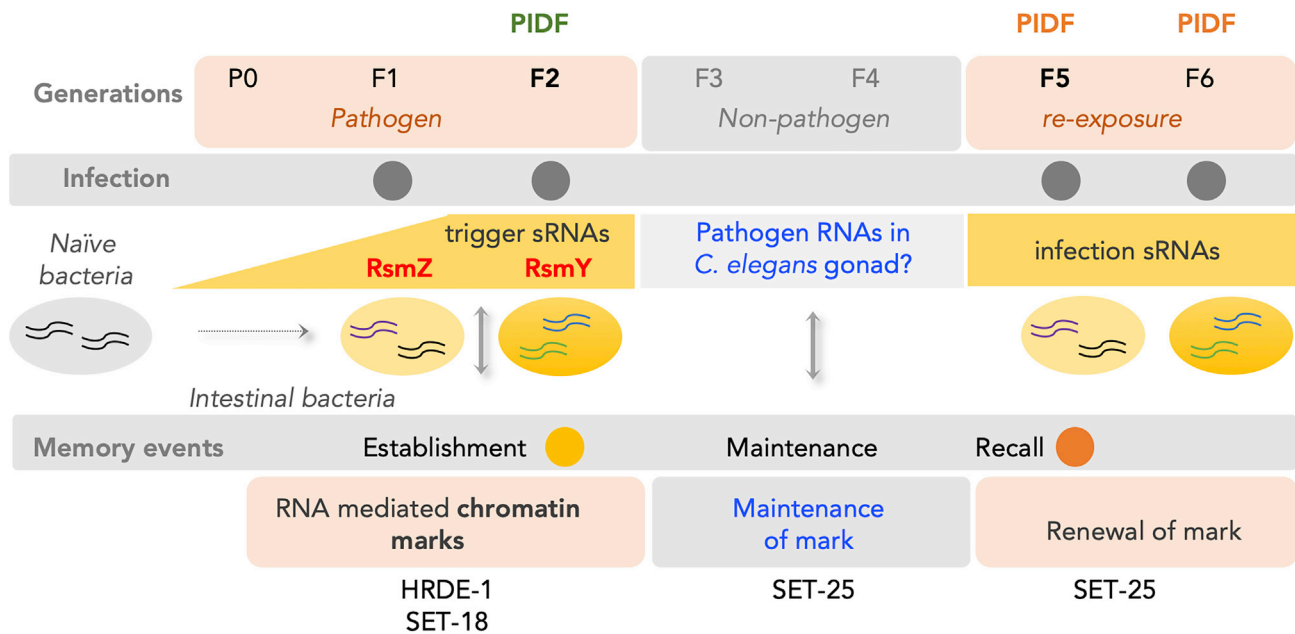 PIDF PIDF PIDF
Generations P0 F1 F2 F3 F4 F5 F6
Pathogen Non-pathogen re-exposure
Infection
Naïve
bacteria
trigger sRNAs
RsmZ RsmY
Pathogen RNAs in
C. elegans gonad?
infection sRNAs
Intestinal bacteria
Memory events Establishment Maintenance Recall
RNA mediated chromatin
marks
Maintenance
of mark
Renewal of mark
HRDE-1
SET-18
SET-25
SET-25